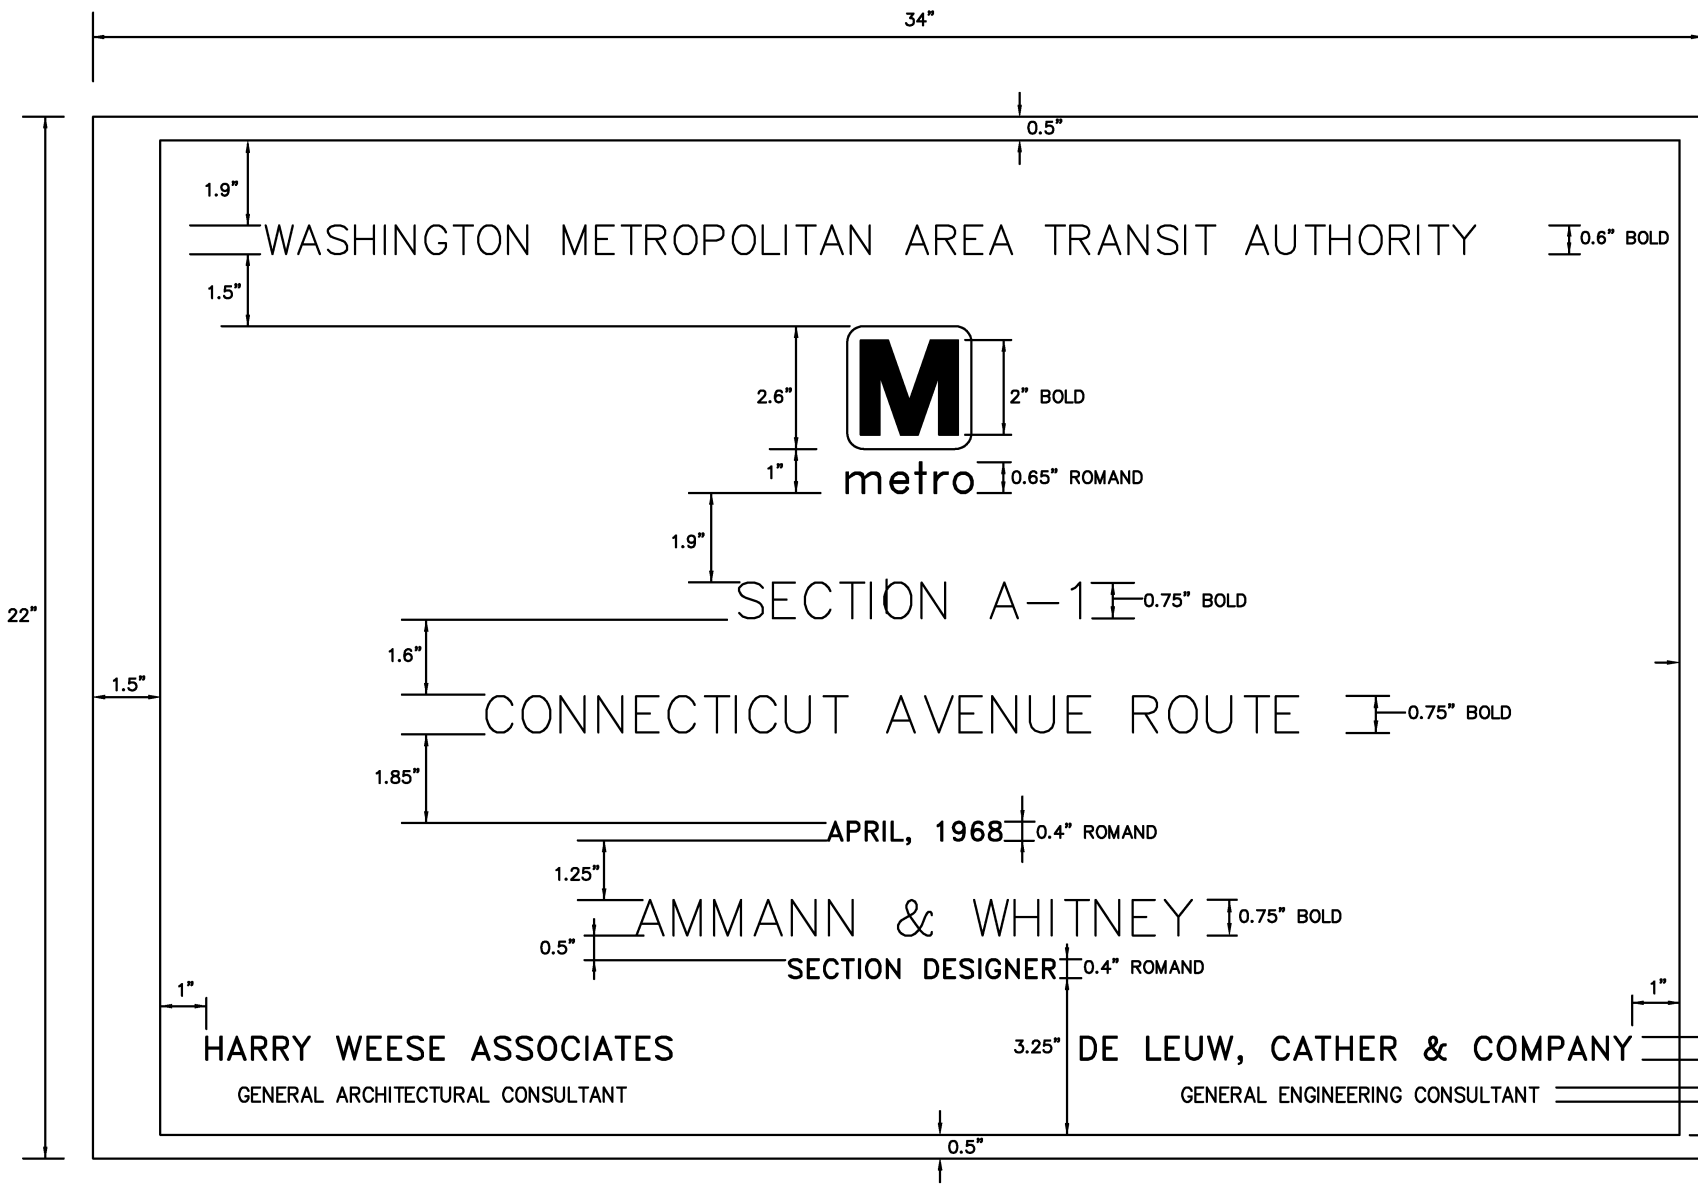 34"
0.5"
1.9"
WASHINGTON METROPOLITAN AREA TRANSIT AUTHORITY 0.6" BOLD
1.5"
M
2.6" 2" BOLD
1" metro 0.65" ROMAND
1.9"
SECTION A-1 0.75" BOLD
22"
1.6"
1.5"
CONNECTICUT AVENUE ROUTE 0.75" BOLD
1.85"
APRIL, 1968 0.4" ROMAND
1.25"
AMMANN & WHITNEY 0.75" BOLD
0.5"
SECTION DESIGNER 0.4" ROMAND
1" 1"
HARRY WEESE ASSOCIATES 3.25" DE LEUW, CATHER & COMPANY
GENERAL ARCHITECTURAL CONSULTANT GENERAL ENGINEERING CONSULTANT
0.5"